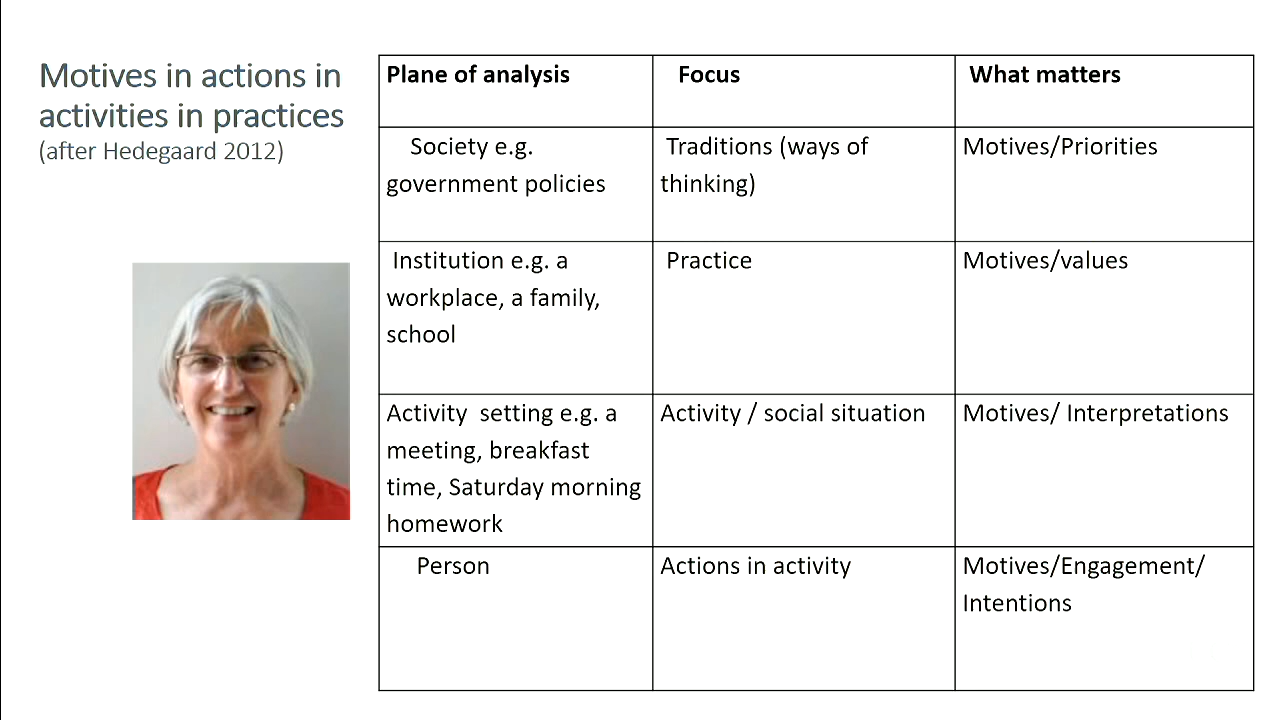 Motives in actions in
activities in practices
(after Hedegaard 2012)
Plane of analysis
Focus
What matters
Society e.g.
government policies
Traditions (ways of
thinking)
Motives/Priorities
Institution e.g. a
workplace, a family,
school
Practice
Motives/values
Activity  setting e.g. a
meeting, breakfast
time, Saturday morning
homework
Activity / social situation
Motives/ Interpretations
Person
Actions in activity
Motives/Engagement/
Intentions